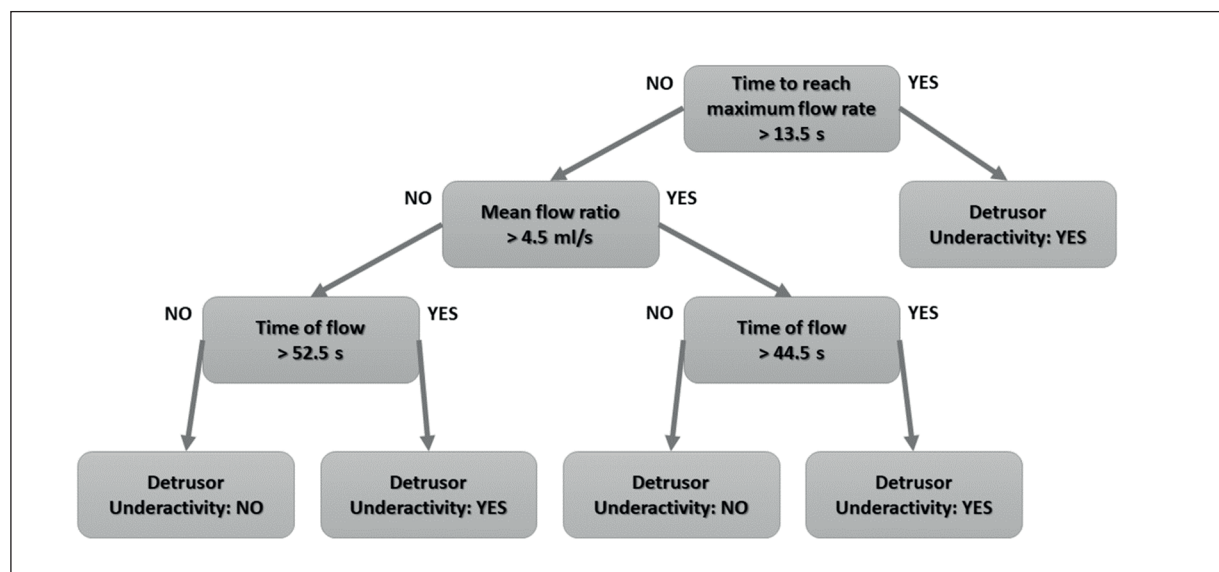 NO
Time to reach
maximum flow rate
> 13.5 s
YES
NO
Mean flow ratio
> 4.5 ml/s
YES
Detrusor
Underactivity: YES
NO
Time of flow
> 52.5 s
YES
NO
Time of flow
> 44.5 s
YES
Detrusor
Underactivity: NO
Detrusor
Underactivity: YES
Detrusor
Underactivity: NO
Detrusor
Underactivity: YES